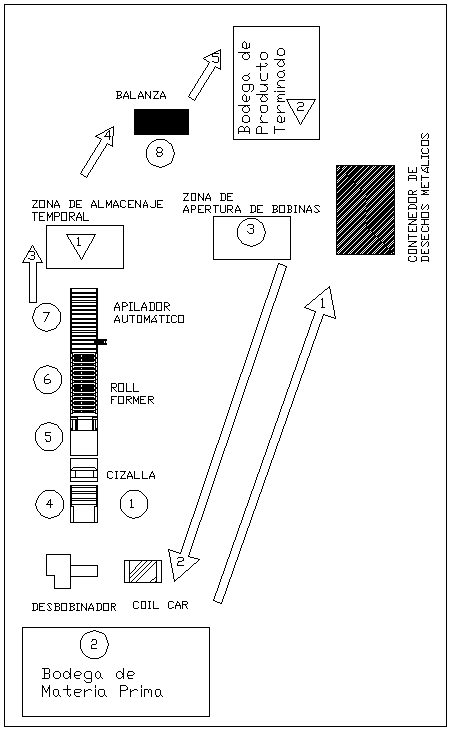 5
Bodega de
Producto
Terminado
2
BALANZA
4
8
CONTENEDOR DE
DESECHOS METÁLICOS
ZONA DE
APERTURA DE BOBINAS
3
ZONA DE ALMACENAJE
TEMPORAL
1
3
7
APILADOR
AUTOMÁTICO
1
6
ROLL
FORMER
5
CIZALLA
4
1
2
DESBOBINADOR
COIL CAR
2
Bodega de
Materia Prima